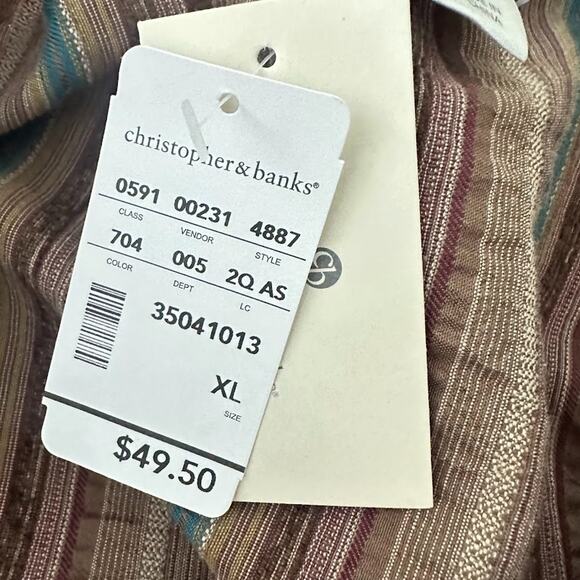 christopher&banks®
0591 00231 4887
CLASS VENDOR STYLE
704 005 2Q AS
COLOR DEPT LC
35041013
XL
SIZE
$49.50
cb